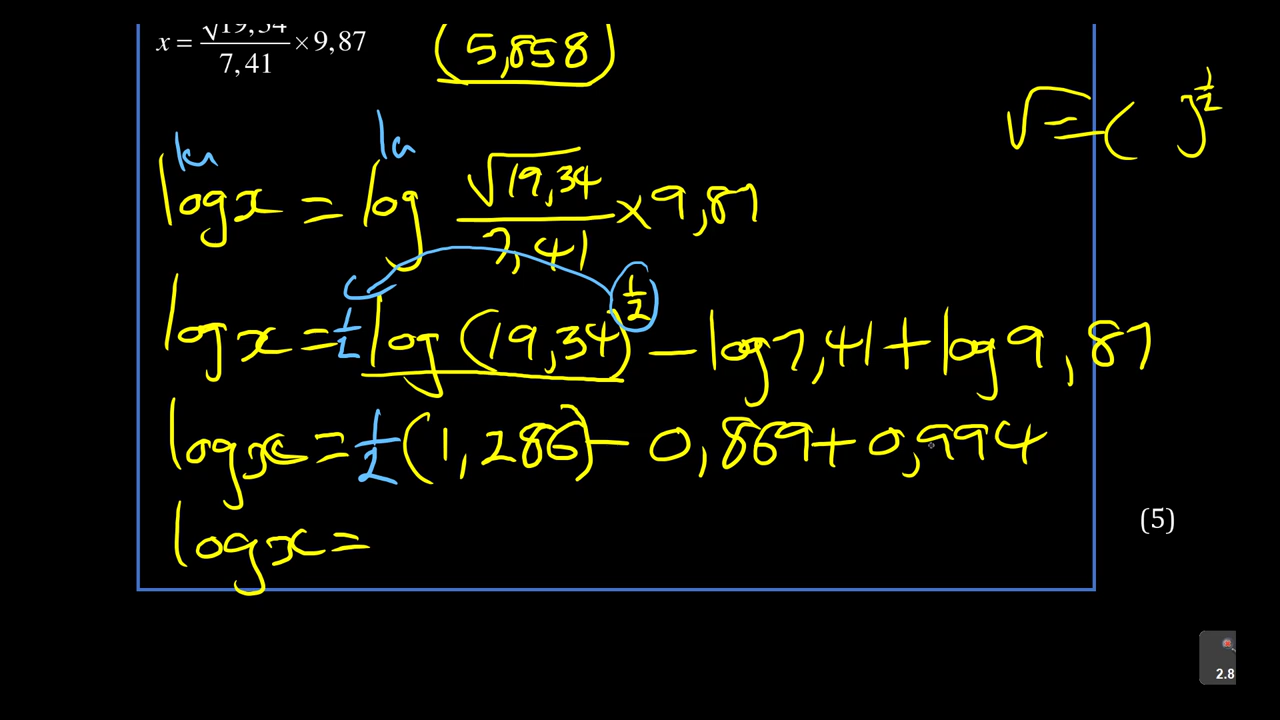 x = √19,34 / 7,41 × 9,87
(5,858)
√ = ( )^1/2
ln ln
log x = log √19,34 / 7,41 × 9,87
log x = 1/2 log (19,34)^1/2 − log 7,41 + log 9,87
log x = 1/2 (1,286) − 0,869 + 0,994
(5)
log x =
2.8